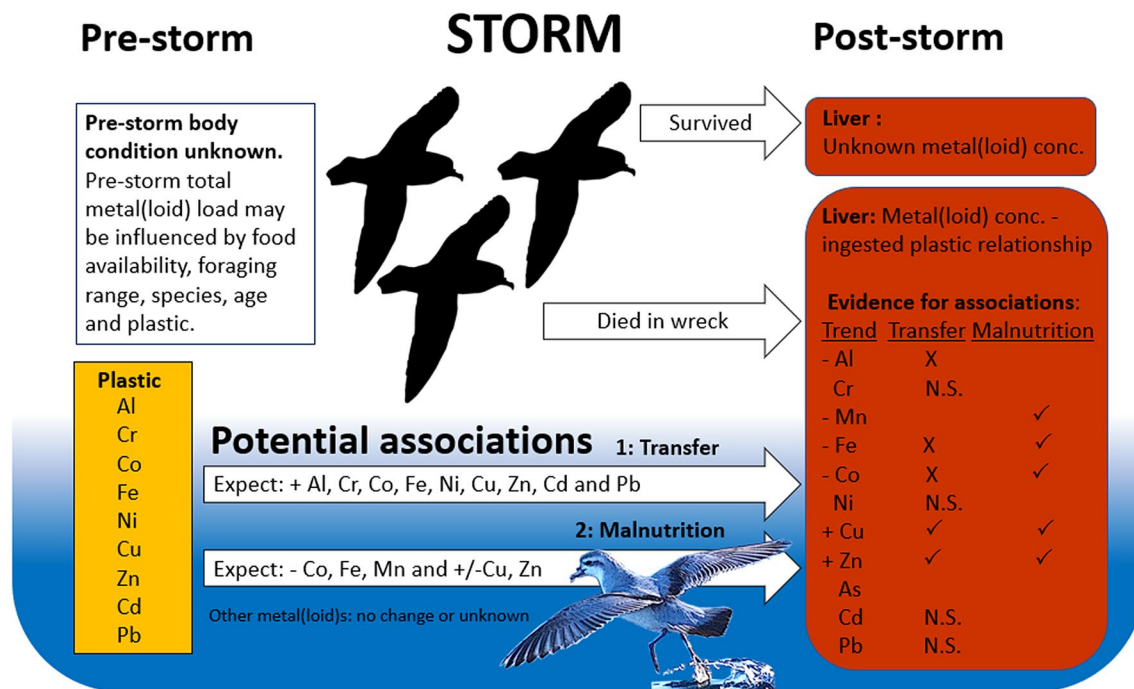 Pre-storm
STORM
Post-storm
Pre-storm body
condition unknown.
Pre-storm total
metal(loid) load may
be influenced by food
availability, foraging
range, species, age
and plastic.
Plastic
Al
Cr
Co
Fe
Ni
Cu
Zn
Cd
Pb
Survived
Died in wreck
Potential associations
1: Transfer
Expect: + Al, Cr, Co, Fe, Ni, Cu, Zn, Cd and Pb
2: Malnutrition
Expect: - Co, Fe, Mn and +/-Cu, Zn
Other metal(loid)s: no change or unknown
Liver :
Unknown metal(loid) conc.
Liver: Metal(loid) conc. -
ingested plastic relationship
Evidence for associations:
Trend Transfer Malnutrition
- Al X
Cr N.S.
- Mn ✓
- Fe X ✓
- Co X ✓
Ni N.S.
+ Cu ✓ ✓
+ Zn ✓ ✓
As
Cd N.S.
Pb N.S.